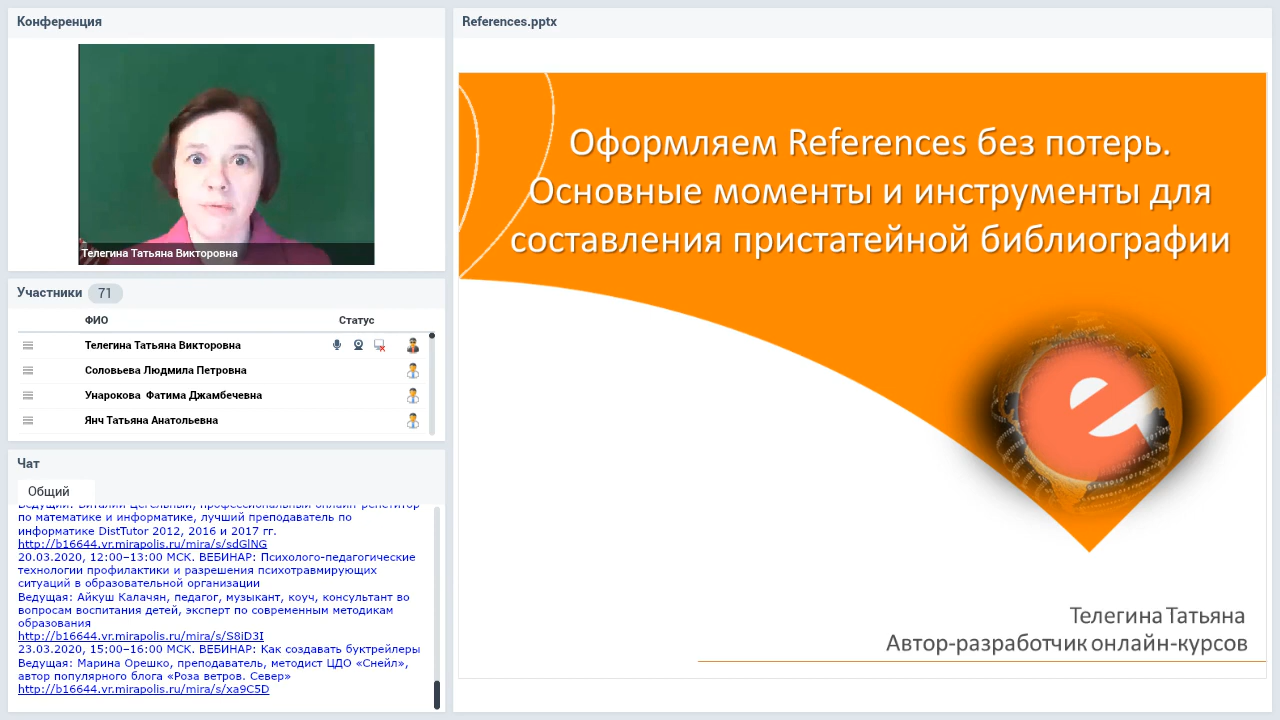 Конференция
Телегина Татьяна Викторовна
Участники 71
ФИО Статус
Телегина Татьяна Викторовна
Соловьева Людмила Петровна
Унарокова Фатима Джамбечевна
Янч Татьяна Анатольевна
Чат
Общий
Ведущий: Виталий Цегельный, профессиональный онлайн-репетитор
по математике и информатике, лучший преподаватель по
информатике DistTutor 2012, 2016 и 2017 гг.
http://b16644.vr.mirapolis.ru/mira/s/sdGlNG
20.03.2020, 12:00–13:00 МСК. ВЕБИНАР: Психолого-педагогические
технологии профилактики и разрешения психотравмирующих
ситуаций в образовательной организации
Ведущая: Айкуш Калачян, педагог, музыкант, коуч, консультант во
вопросам воспитания детей, эксперт по современным методикам
образования
http://b16644.vr.mirapolis.ru/mira/s/S8iD3I
23.03.2020, 15:00–16:00 МСК. ВЕБИНАР: Как создавать буктрейлеры
Ведущая: Марина Орешко, преподаватель, методист ЦДО «Снейл»,
автор популярного блога «Роза ветров. Север»
http://b16644.vr.mirapolis.ru/mira/s/xa9C5D
References.pptx
Оформляем References без потерь.
Основные моменты и инструменты для
составления пристатейной библиографии
Телегина Татьяна
Автор-разработчик онлайн-курсов